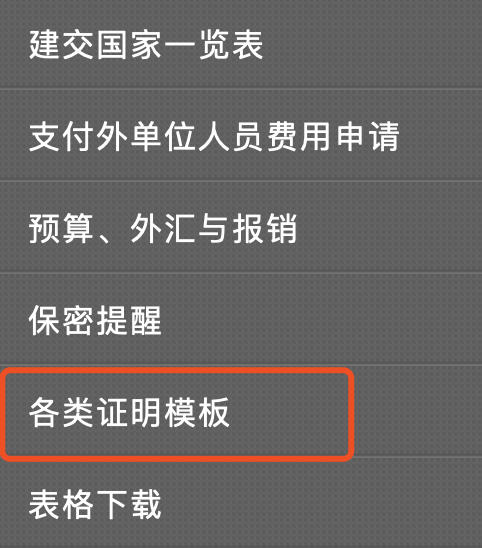 建交国家一览表
支付外单位人员费用申请
预算、外汇与报销
保密提醒
各类证明模板
表格下载